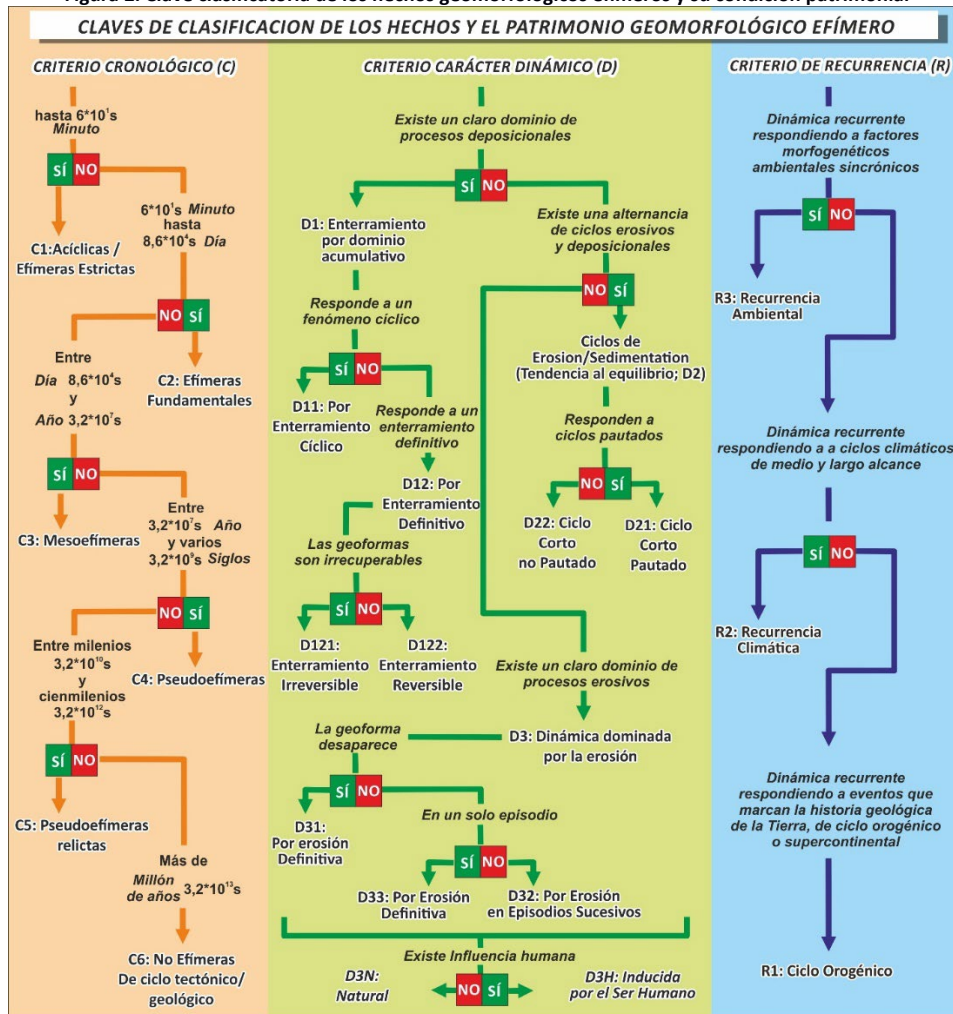 Figura 2. Clave clasificatoria de los hechos geomorfológicos efímeros y su condición patrimonial
CLAVES DE CLASIFICACION DE LOS HECHOS Y EL PATRIMONIO GEOMORFOLÓGICO EFÍMERO
CRITERIO CRONOLÓGICO (C)
hasta 6*10¹s
Minuto
SÍ NO
C1:Acíclicas /
Efímeras Estrictas
6*10¹s Minuto
hasta
8,6*10⁴s Día
NO SÍ
C2: Efímeras
Fundamentales
Entre
Día 8,6*10⁴s
y
Año 3,2*10⁷s
SÍ NO
C3: Mesoefímeras
Entre
3,2*10⁷s Año
y varios
3,2*10⁹s Siglos
NO SÍ
C4: Pseudoefímeras
Entre milenios
3,2*10¹⁰s
y
cienmilenios
3,2*10¹²s
SÍ NO
C5: Pseudoefímeras
relictas
Más de
Millón
de años 3,2*10¹³s
C6: No Efímeras
De ciclo tectónico/
geológico
CRITERIO CARÁCTER DINÁMICO (D)
Existe un claro dominio de
procesos deposicionales
SÍ NO
D1: Enterramiento
por dominio
acumulativo
Existe una alternancia
de ciclos erosivos
y deposicionales
NO SÍ
Responde a un
fenómeno cíclico
SÍ NO
D11: Por
Enterramiento
Cíclico
Responde a un
enterramiento
definitivo
D12: Por
Enterramiento
Definitivo
Ciclos de
Erosion/Sedimentation
(Tendencia al equilibrio; D2)
Responden a
ciclos pautados
NO SÍ
D22: Ciclo
Corto
no Pautado
D21: Ciclo
Corto
Pautado
Las geoformas
son irrecuperables
SÍ NO
D121:
Enterramiento
Irreversible
D122:
Enterramiento
Reversible
Existe un claro dominio de
procesos erosivos
D3: Dinámica dominada
por la erosión
La geoforma
desaparece
SÍ NO
D31:
Por erosión
Definitiva
En un solo episodio
SÍ NO
D33: Por Erosión
Definitiva
D32: Por Erosión
en Episodios Sucesivos
Existe Influencia humana
D3N:
Natural
NO SÍ
D3H: Inducida
por el Ser Humano
CRITERIO DE RECURRENCIA (R)
Dinámica recurrente
respondiendo a factores
morfogenéticos
ambientales sincrónicos
SÍ NO
R3: Recurrencia
Ambiental
Dinámica recurrente
respondiendo a a ciclos climáticos
de medio y largo alcance
SÍ NO
R2: Recurrencia
Climática
Dinámica recurrente
respondiendo a eventos que
marcan la historia geológica
de la Tierra, de ciclo orogénico
o supercontinental
R1: Ciclo Orogénico